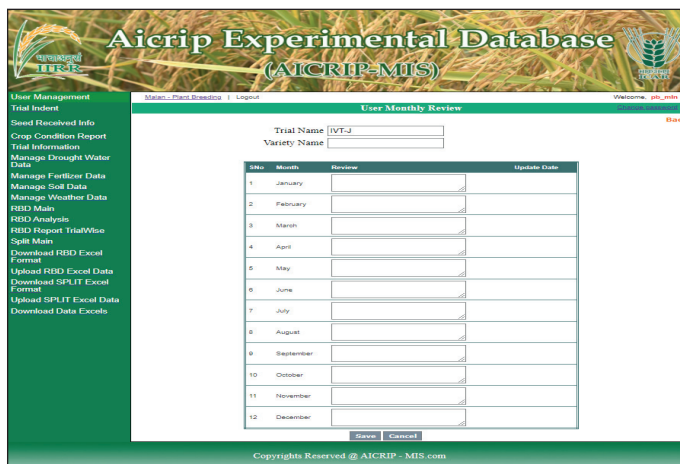 Aicrip Experimental Database
(AICRIP-MIS)
IIRR
ICAR
User Management
Trial Indent
Seed Received Info
Crop Condition Report
Trial Information
Manage Drought Water
Data
Manage Fertlizer Data
Manage Soil Data
Manage Weather Data
RBD Main
RBD Analysis
RBD Report TrialWise
Split Main
Download RBD Excel
Format
Upload RBD Excel Data
Download SPLIT Excel
Format
Upload SPLIT Excel Data
Download Data Excels
Malan - Plant Breeding | Logout
Welcome, pb_mln
User Monthly Review
Change password
Bac
Trial Name IVT-J
Variety Name
SNo Month Review Update Date
1 January
2 February
3 March
4 April
5 May
6 June
7 July
8 August
9 September
10 October
11 November
12 December
Save Cancel
Copyrights Reserved @ AICRIP - MIS.com